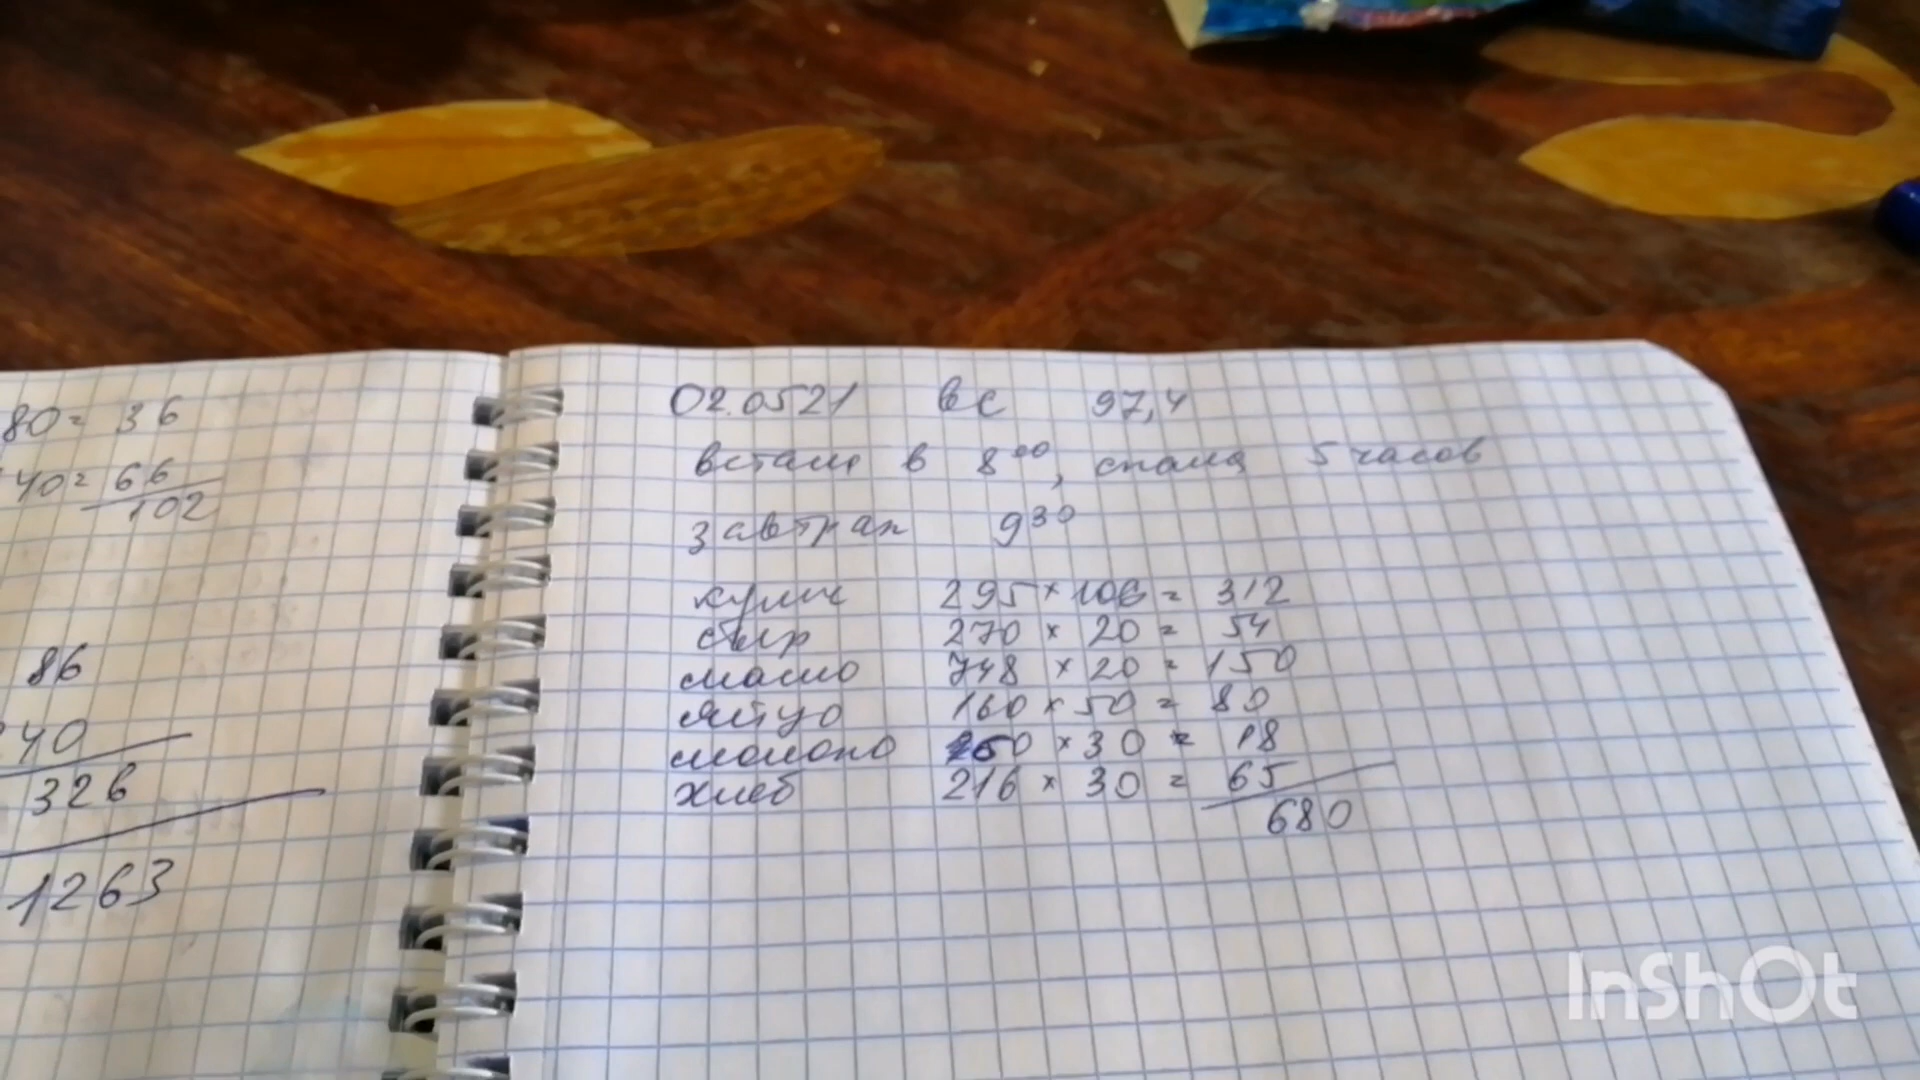 80= 36
40= 66
102
86
40
326
1263
02.0521 вс 97,4
встала в 8⁰⁰, спала 5 часов
завтрак 9³⁰
кулич 295 × 106 = 312
сыр 270 × 20 = 54
масло 748 × 20 = 150
яйцо 160 × 50 = 80
молоко 60 × 30 = 18
хлеб 216 × 30 = 65
680
InShOt